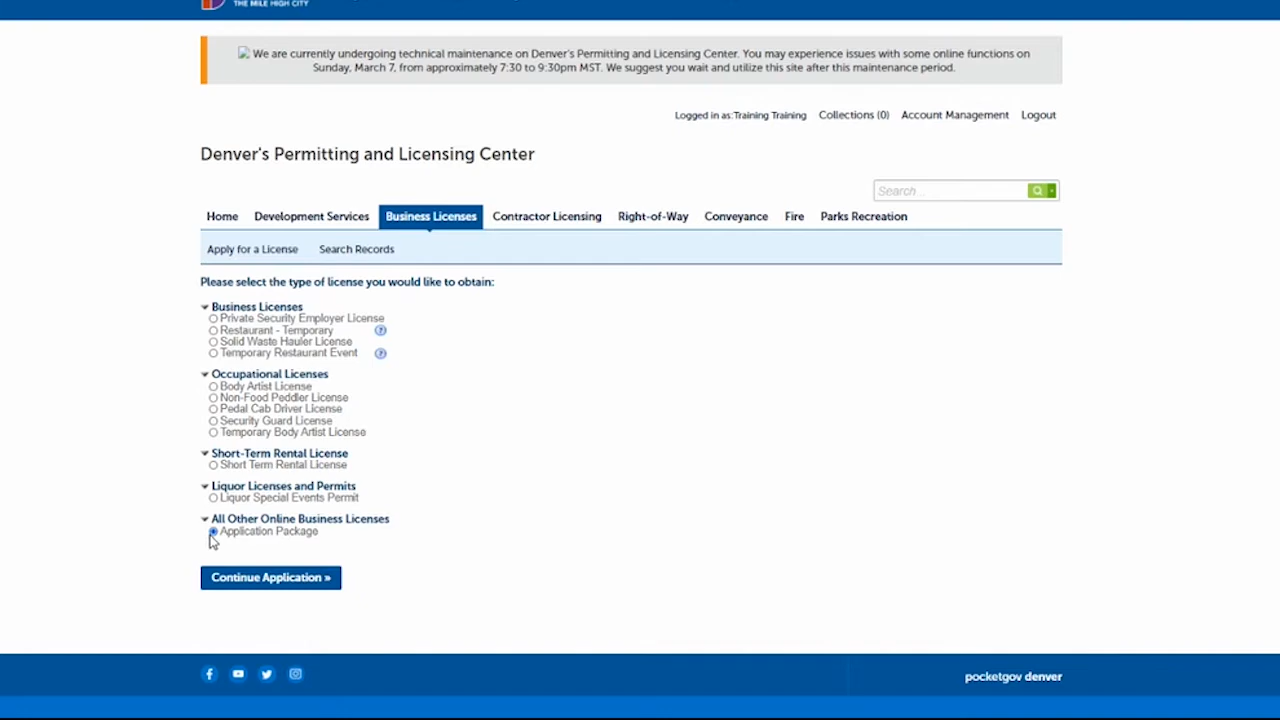 THE MILE HIGH CITY
We are currently undergoing technical maintenance on Denver's Permitting and Licensing Center. You may experience issues with some online functions on
Sunday, March 7, from approximately 7:30 to 9:30pm MST. We suggest you wait and utilize this site after this maintenance period.
Logged in as:Training Training Collections (0) Account Management Logout
Denver's Permitting and Licensing Center
Search...
Home Development Services Business Licenses Contractor Licensing Right-of-Way Conveyance Fire Parks Recreation
Apply for a License Search Records
Please select the type of license you would like to obtain:
Business Licenses
Private Security Employer License
Restaurant - Temporary ?
Solid Waste Hauler License
Temporary Restaurant Event ?
Occupational Licenses
Body Artist License
Non-Food Peddler License
Pedal Cab Driver License
Security Guard License
Temporary Body Artist License
Short-Term Rental License
Short Term Rental License
Liquor Licenses and Permits
Liquor Special Events Permit
All Other Online Business Licenses
Application Package
Continue Application »
pocketgov denver